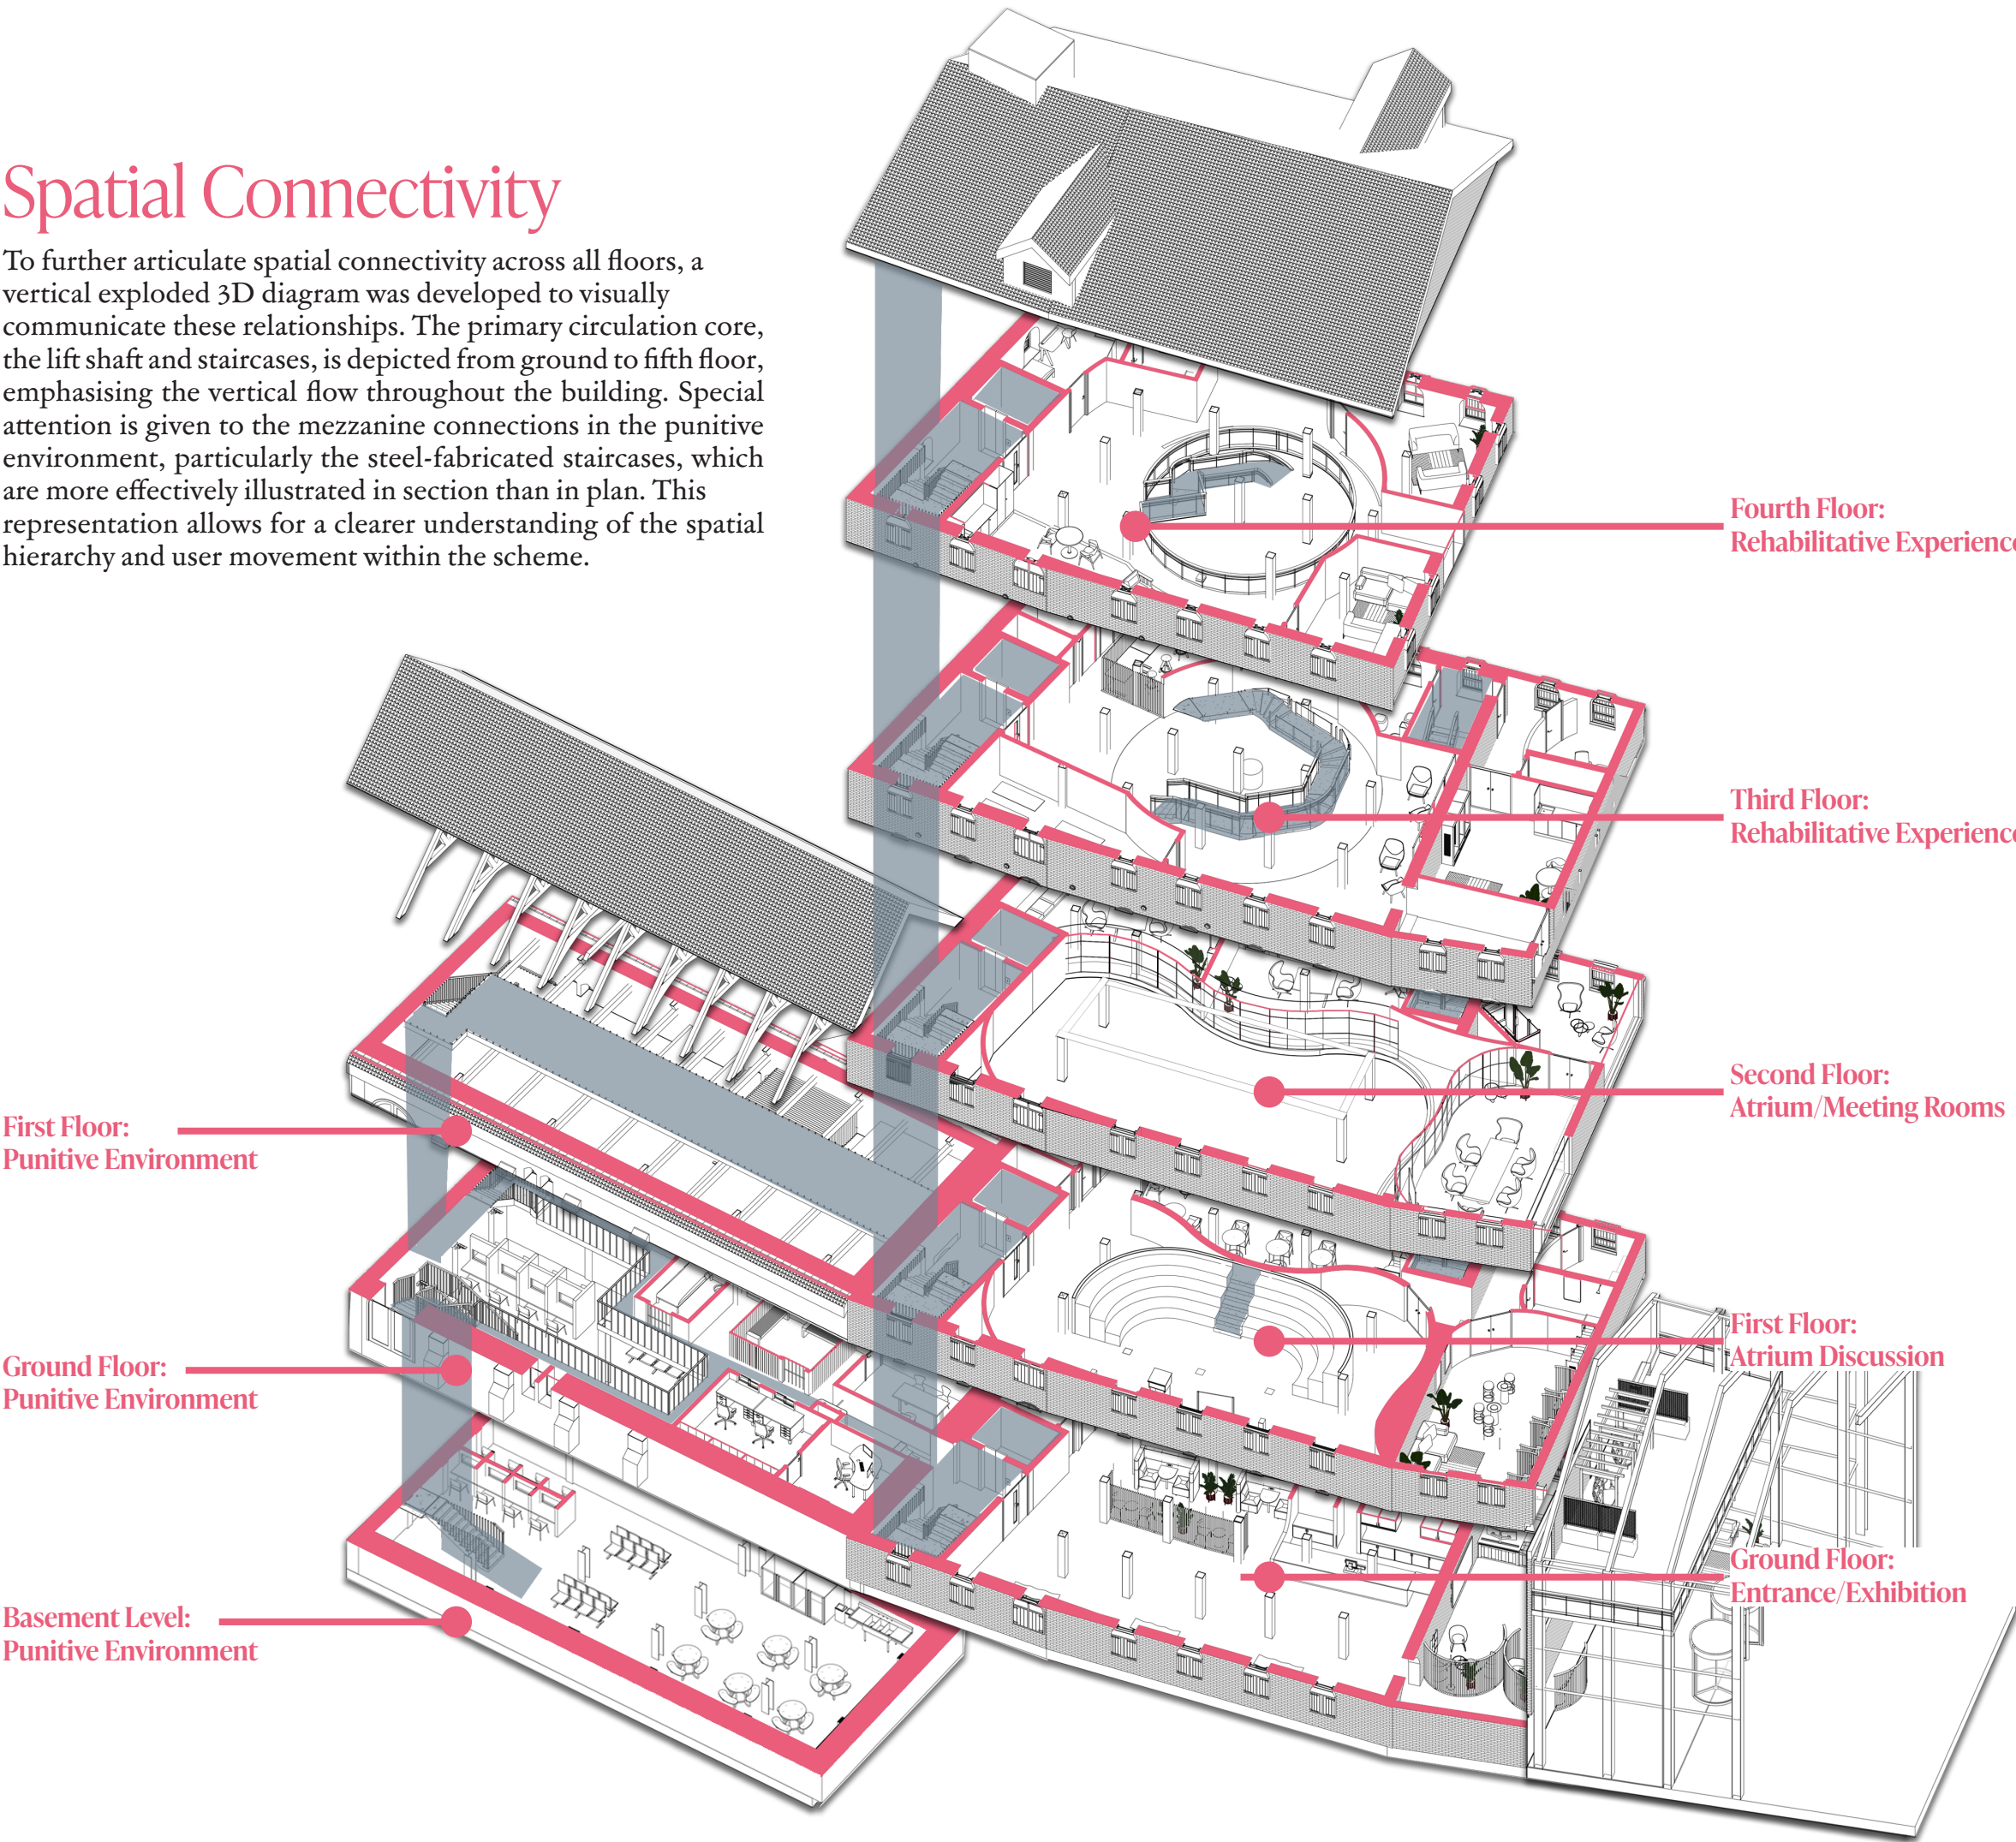 Spatial Connectivity
To further articulate spatial connectivity across all floors, a
vertical exploded 3D diagram was developed to visually
communicate these relationships. The primary circulation core,
the lift shaft and staircases, is depicted from ground to fifth floor,
emphasising the vertical flow throughout the building. Special
attention is given to the mezzanine connections in the punitive
environment, particularly the steel-fabricated staircases, which
are more effectively illustrated in section than in plan. This
representation allows for a clearer understanding of the spatial
hierarchy and user movement within the scheme.
Fourth Floor:
Rehabilitative Experience
Third Floor:
Rehabilitative Experience
Second Floor:
Atrium/Meeting Rooms
First Floor:
Punitive Environment
First Floor:
Atrium Discussion
Ground Floor:
Punitive Environment
Ground Floor:
Entrance/Exhibition
Basement Level:
Punitive Environment